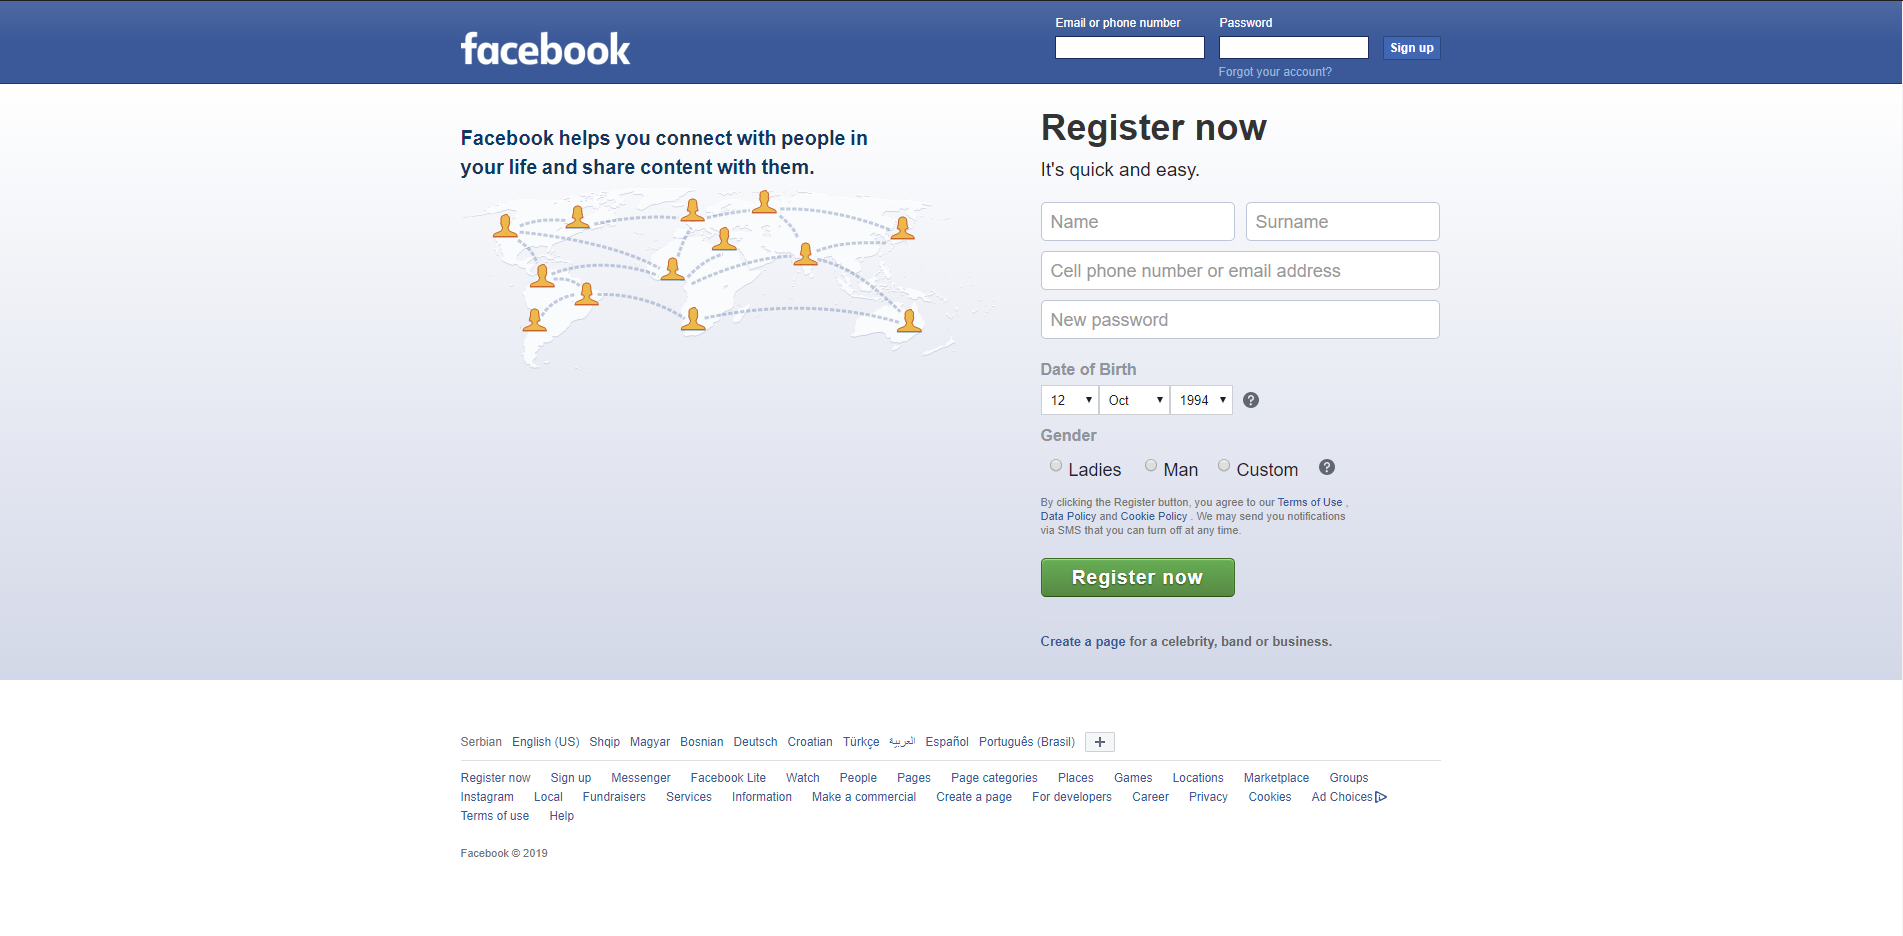 facebook
Email or phone number
Password
Sign up
Forgot your account?
Facebook helps you connect with people in
your life and share content with them.
Register now
It's quick and easy.
Name
Surname
Cell phone number or email address
New password
Date of Birth
12 Oct 1994
Gender
Ladies Man Custom
By clicking the Register button, you agree to our Terms of Use ,
Data Policy and Cookie Policy . We may send you notifications
via SMS that you can turn off at any time.
Register now
Create a page for a celebrity, band or business.
Serbian English (US) Shqip Magyar Bosnian Deutsch Croatian Türkçe العربية Español Português (Brasil)
Register now Sign up Messenger Facebook Lite Watch People Pages Page categories Places Games Locations Marketplace Groups
Instagram Local Fundraisers Services Information Make a commercial Create a page For developers Career Privacy Cookies Ad Choices
Terms of use Help
Facebook © 2019